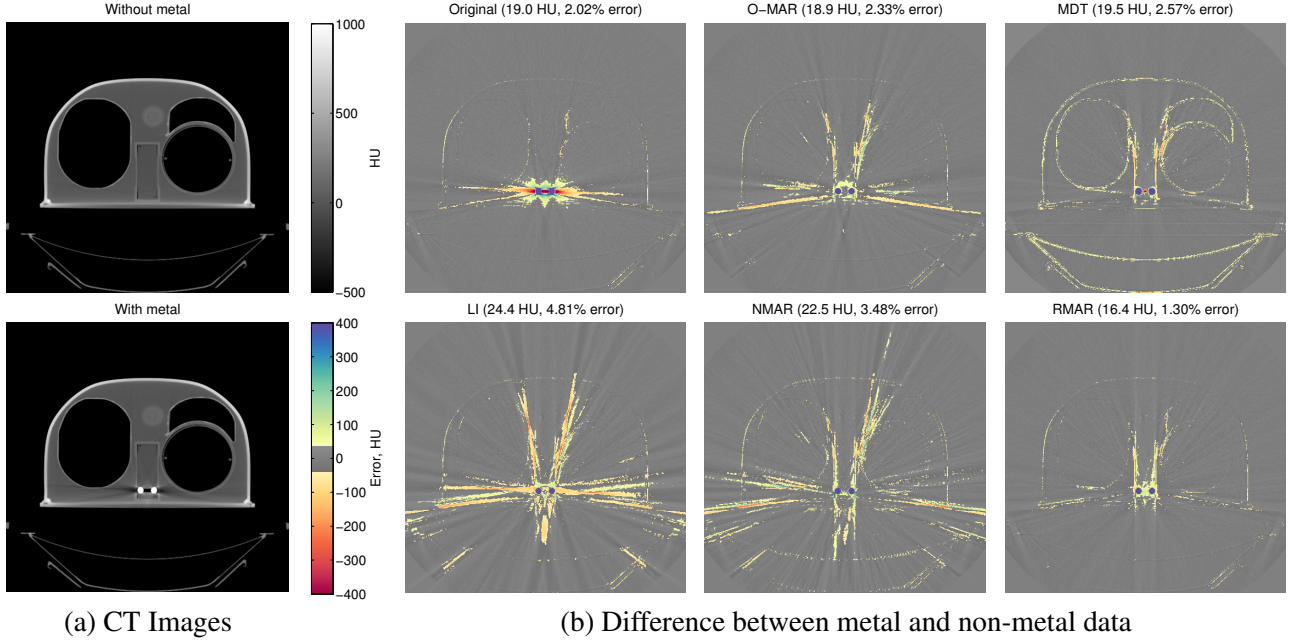 Without metal
1000
500
0
−500
HU
Original (19.0 HU, 2.02% error)
O−MAR (18.9 HU, 2.33% error)
MDT (19.5 HU, 2.57% error)
With metal
400
300
200
100
0
−100
−200
−300
−400
Error, HU
LI (24.4 HU, 4.81% error)
NMAR (22.5 HU, 3.48% error)
RMAR (16.4 HU, 1.30% error)
(a) CT Images
(b) Difference between metal and non-metal data